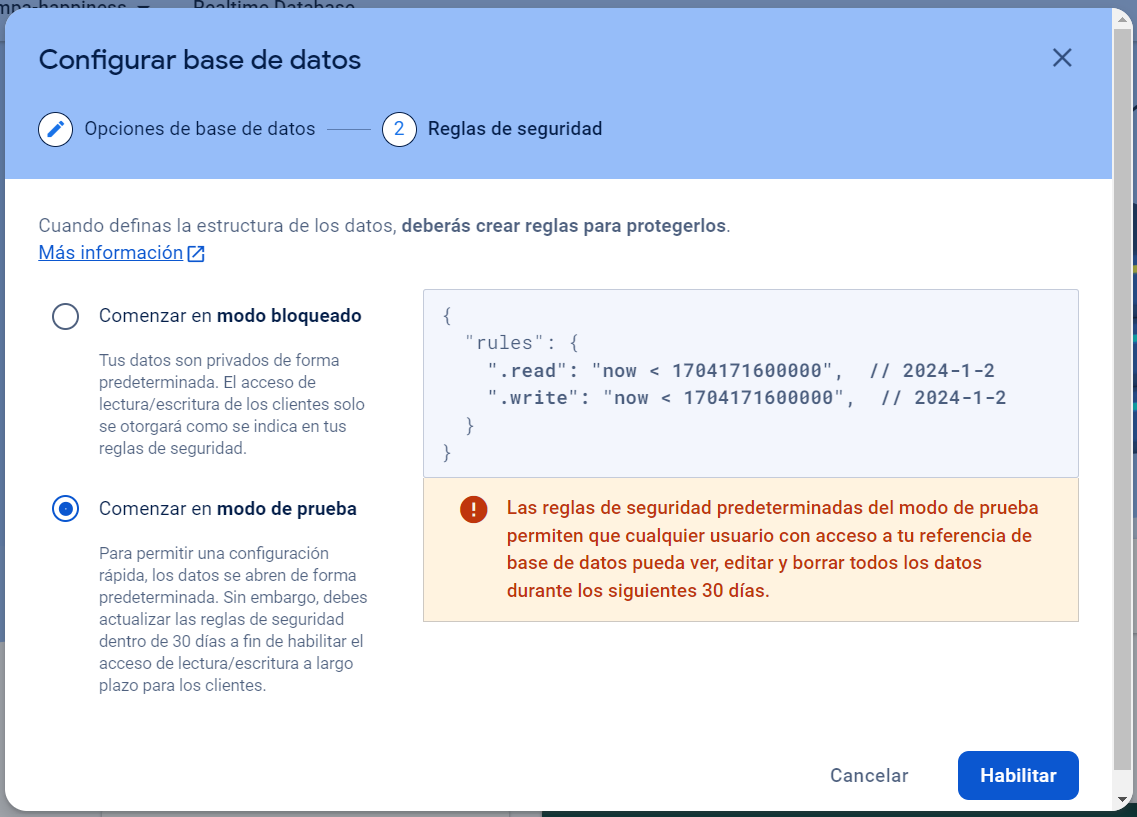 Realtime Database
Configurar base de datos
Opciones de base de datos
2 Reglas de seguridad
Cuando definas la estructura de los datos, deberás crear reglas para protegerlos.
Más información
Comenzar en modo bloqueado
Tus datos son privados de forma
predeterminada. El acceso de
lectura/escritura de los clientes solo
se otorgará como se indica en tus
reglas de seguridad.
Comenzar en modo de prueba
Para permitir una configuración
rápida, los datos se abren de forma
predeterminada. Sin embargo, debes
actualizar las reglas de seguridad
dentro de 30 días a fin de habilitar el
acceso de lectura/escritura a largo
plazo para los clientes.
{
"rules": {
".read": "now < 1704171600000",  // 2024-1-2
".write": "now < 1704171600000",  // 2024-1-2
}
}
Las reglas de seguridad predeterminadas del modo de prueba
permiten que cualquier usuario con acceso a tu referencia de
base de datos pueda ver, editar y borrar todos los datos
durante los siguientes 30 días.
Cancelar
Habilitar